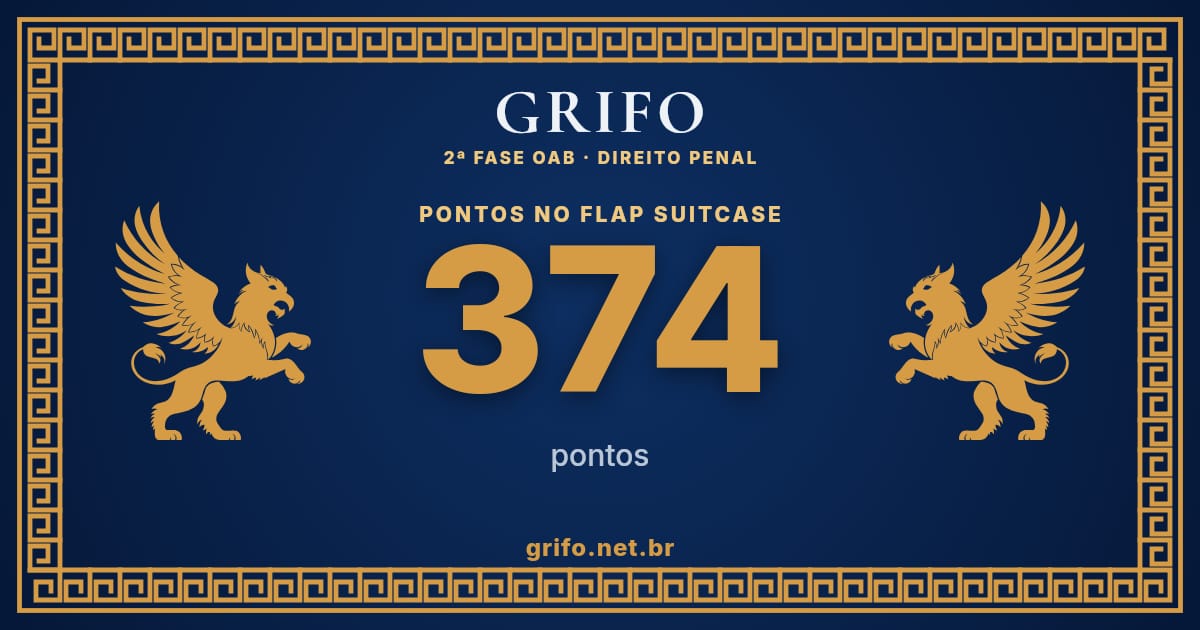 GRIFO
2ª FASE OAB · DIREITO PENAL
PONTOS NO FLAP SUITCASE
374
pontos
grifo.net.br